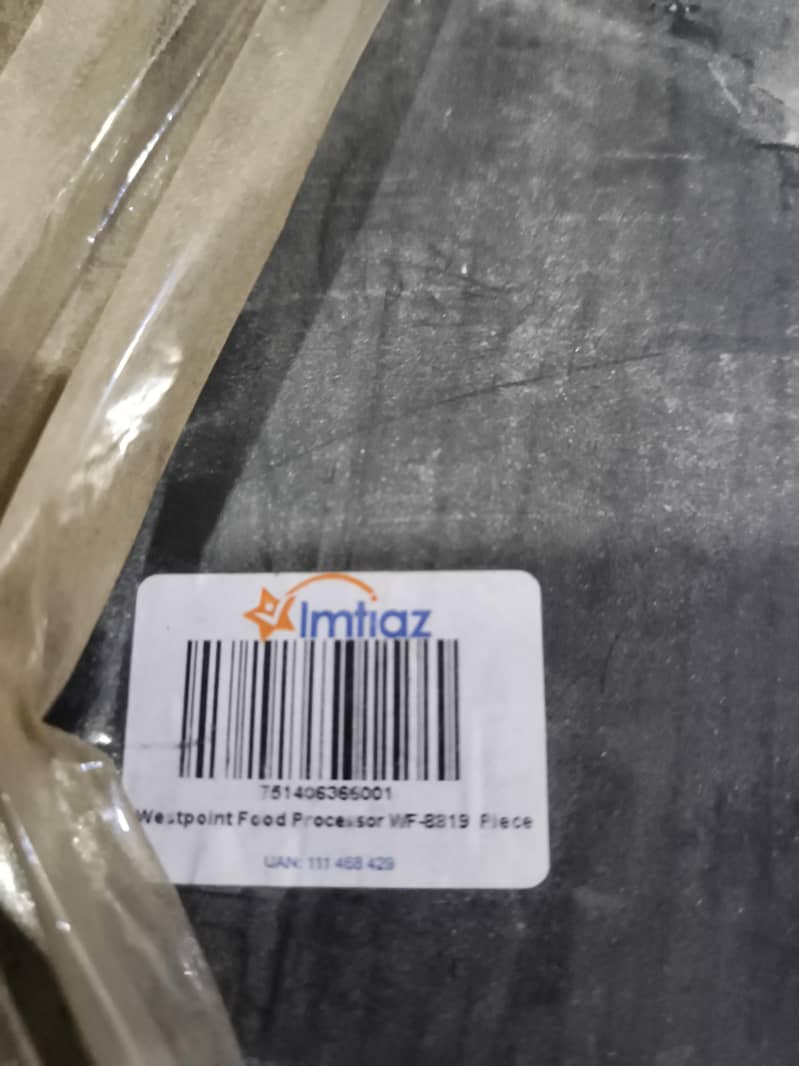 Imtiaz
751406366001
Westpoint Food Processor WF-8819 Piece
UAN: 111 468 429